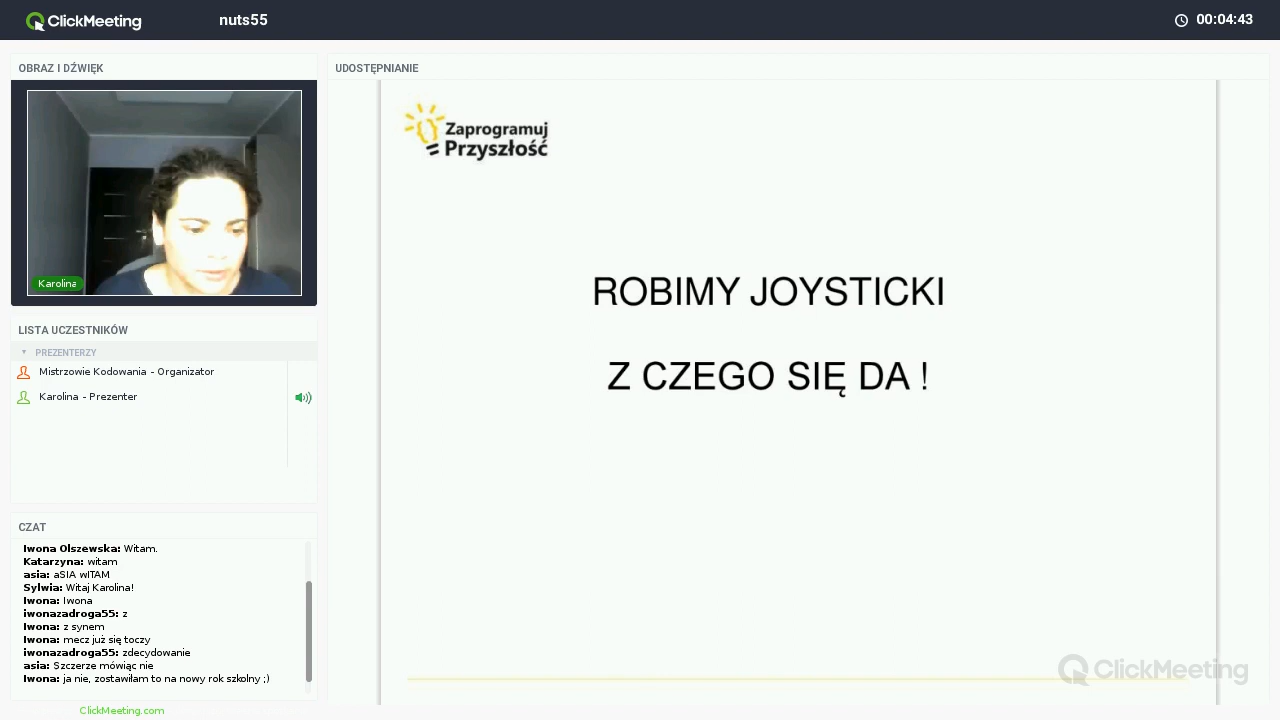 ClickMeeting
nuts55
00:04:43
OBRAZ I DŹWIĘK
Karolina
LISTA UCZESTNIKÓW
PREZENTERZY
Mistrzowie Kodowania - Organizator
Karolina - Prezenter
CZAT
Iwona Olszewska: Witam.
Katarzyna: witam
asia: aSIA wITAM
Sylwia: Witaj Karolina!
Iwona: Iwona
iwonazadroga55: z
Iwona: z synem
Iwona: mecz już się toczy
iwonazadroga55: zdecydowanie
asia: Szczerze mówiąc nie
Iwona: ja nie, zostawiłam to na nowy rok szkolny ;)
ClickMeeting.com
UDOSTĘPNIANIE
Zaprogramuj
Przyszłość
ROBIMY JOYSTICKI
Z CZEGO SIĘ DA !
ClickMeeting